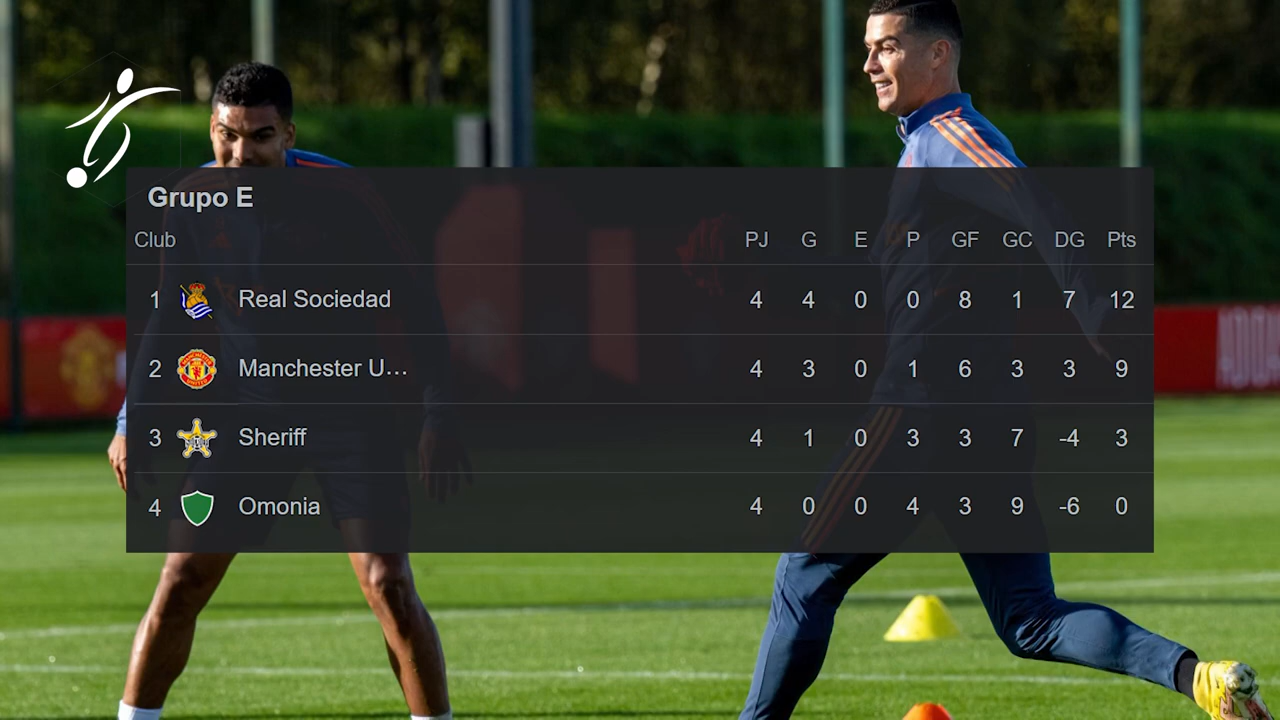 Grupo E
Club PJ G E P GF GC DG Pts
1 Real Sociedad 4 4 0 0 8 1 7 12
2 Manchester U... 4 3 0 1 6 3 3 9
3 Sheriff 4 1 0 3 3 7 -4 3
4 Omonia 4 0 0 4 3 9 -6 0